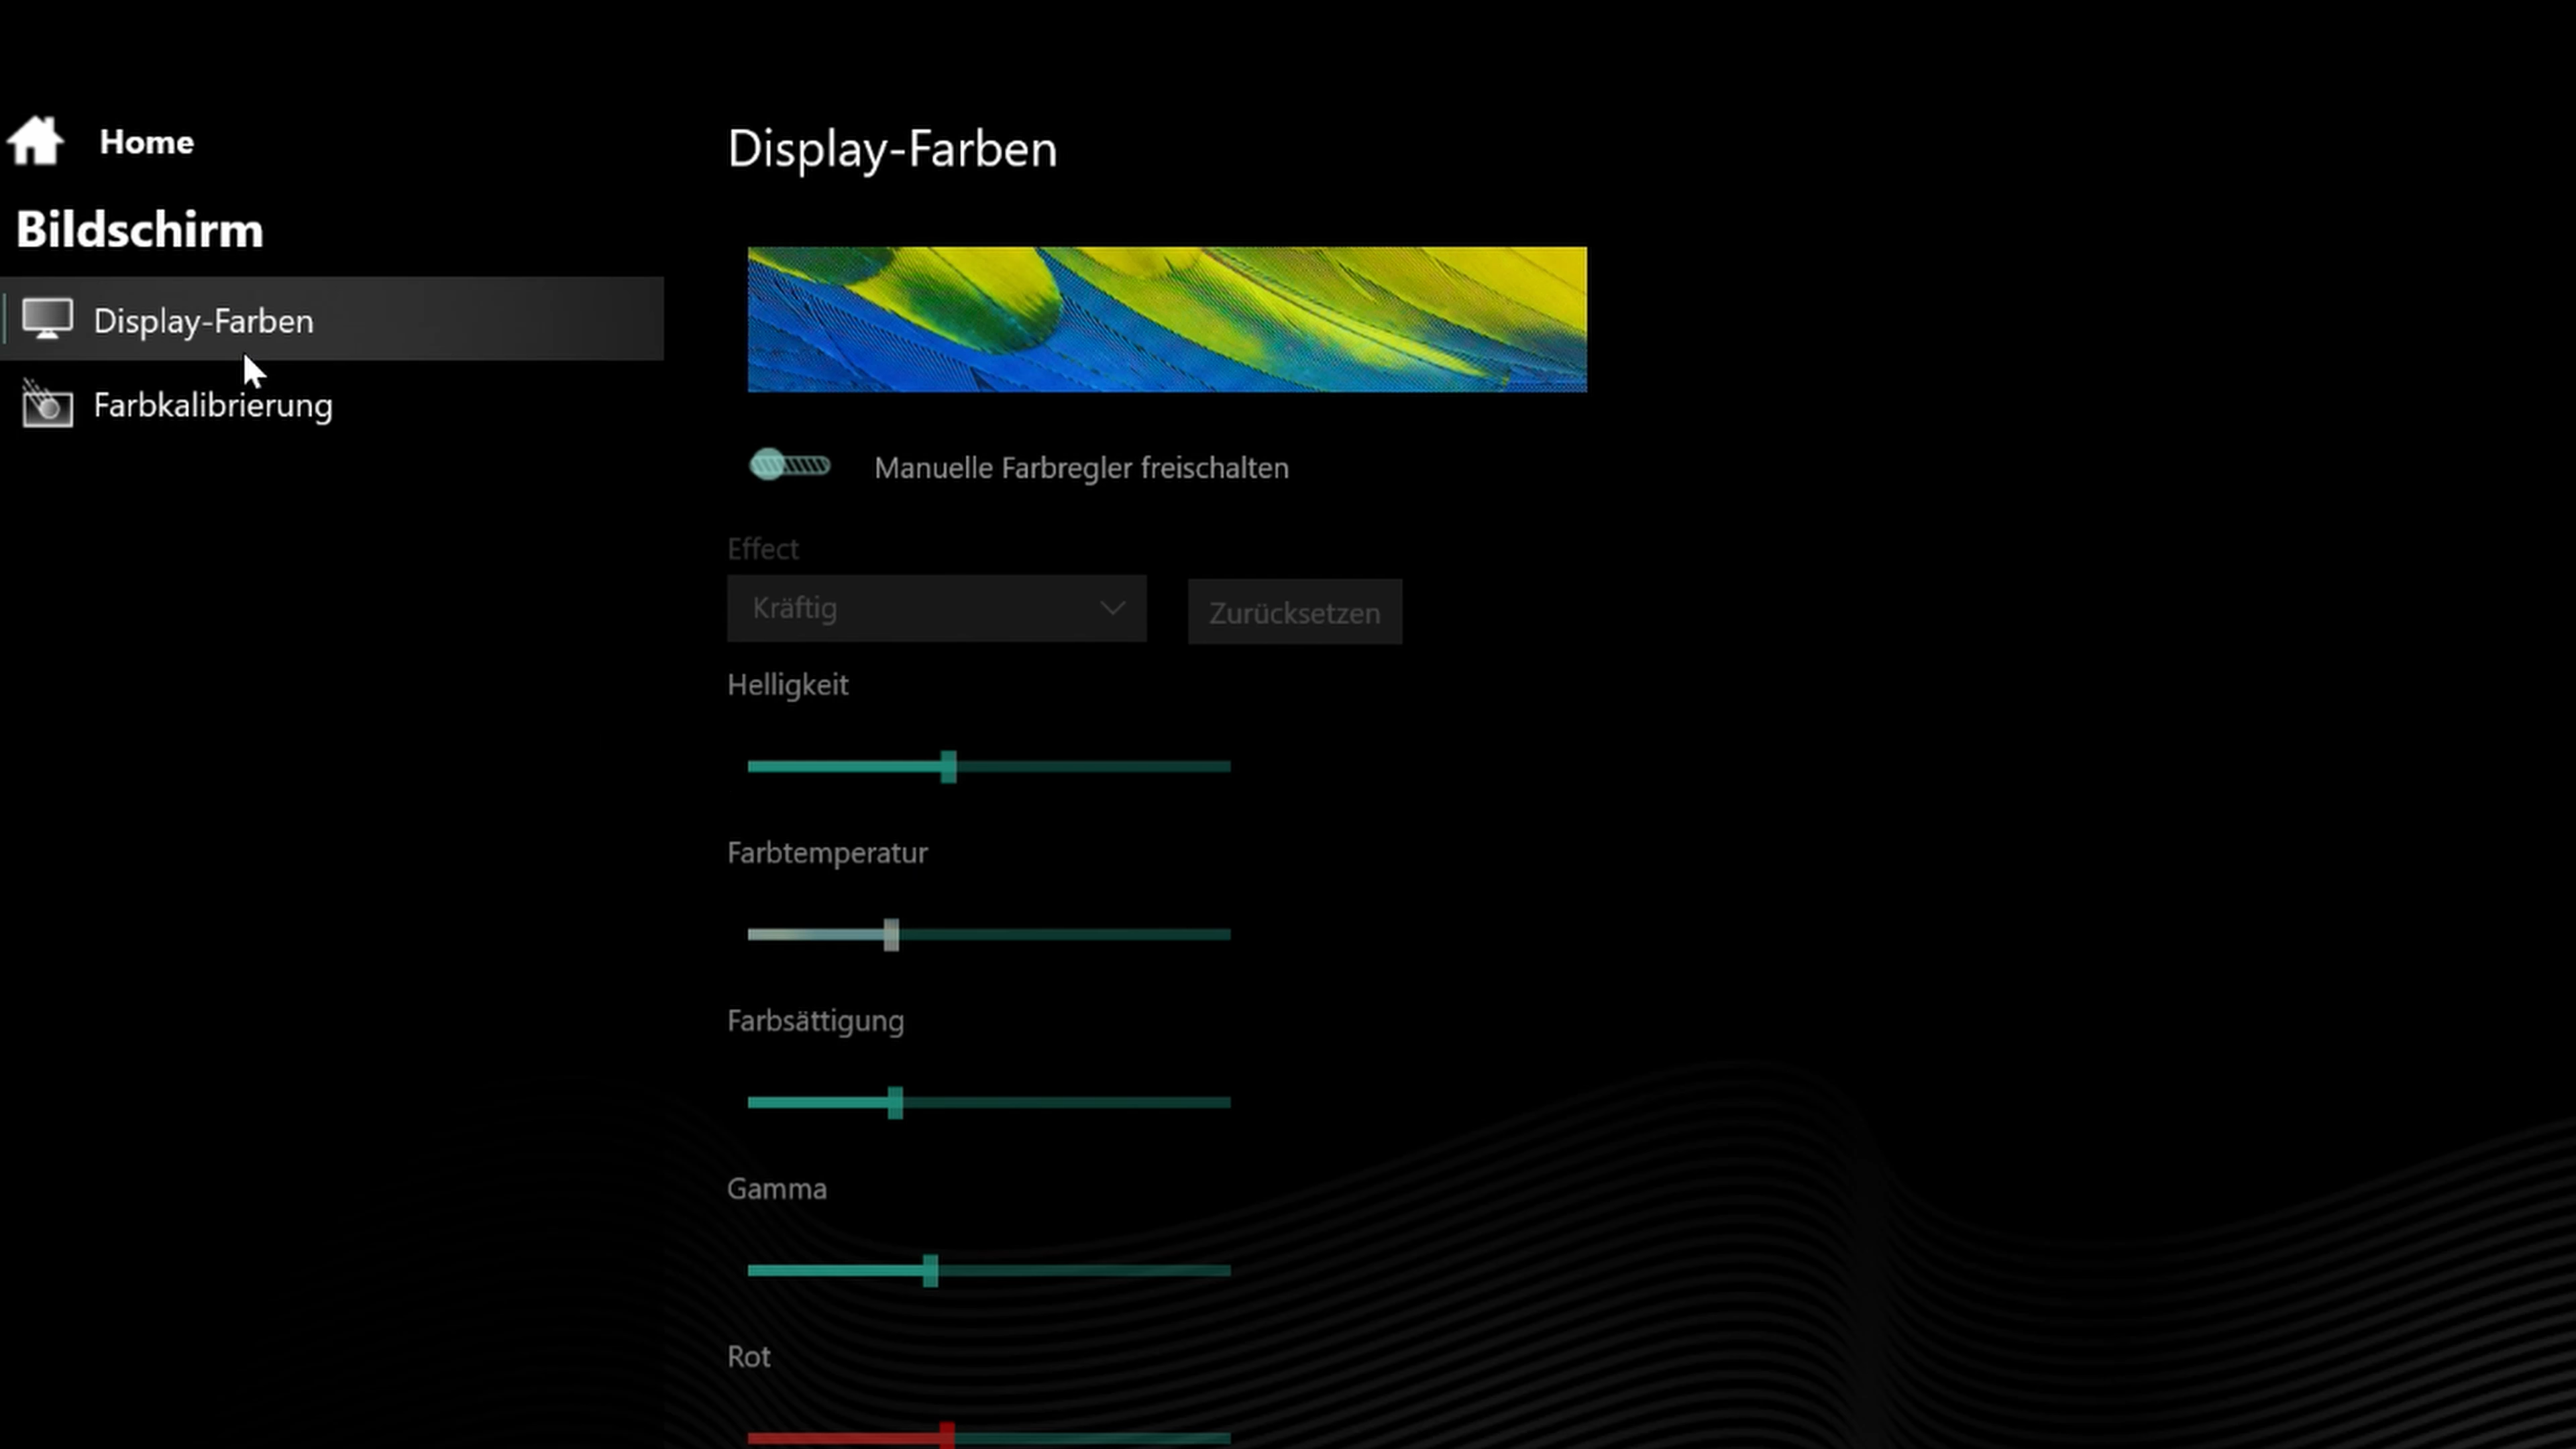 Home
Bildschirm
Display-Farben
Farbkalibrierung
Display-Farben
Manuelle Farbregler freischalten
Effect
Kräftig
Zurücksetzen
Helligkeit
Farbtemperatur
Farbsättigung
Gamma
Rot